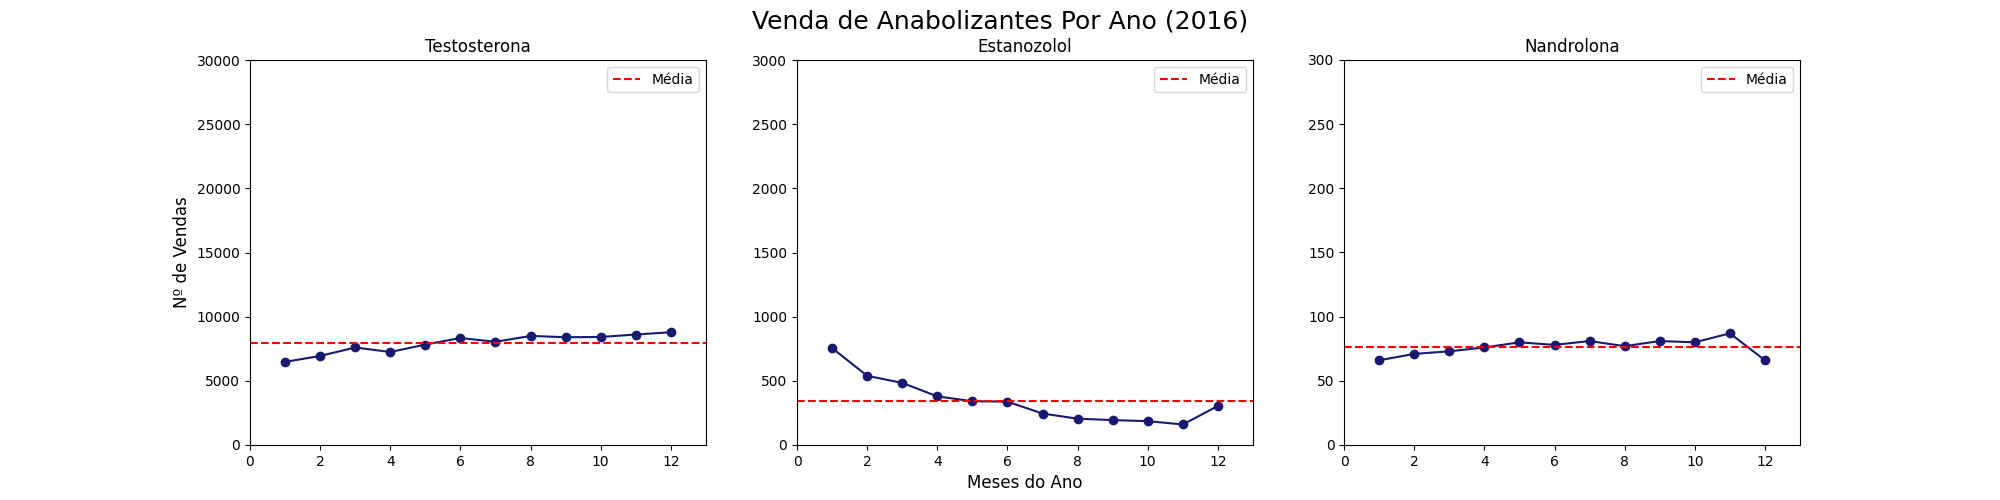 Venda de Anabolizantes Por Ano (2016)
Testosterona
Nº de Vendas
30000
25000
20000
15000
10000
5000
0
Média
0 2 4 6 8 10 12
Estanozolol
3000
2500
2000
1500
1000
500
0
Média
0 2 4 6 8 10 12
Meses do Ano
Nandrolona
300
250
200
150
100
50
0
Média
0 2 4 6 8 10 12